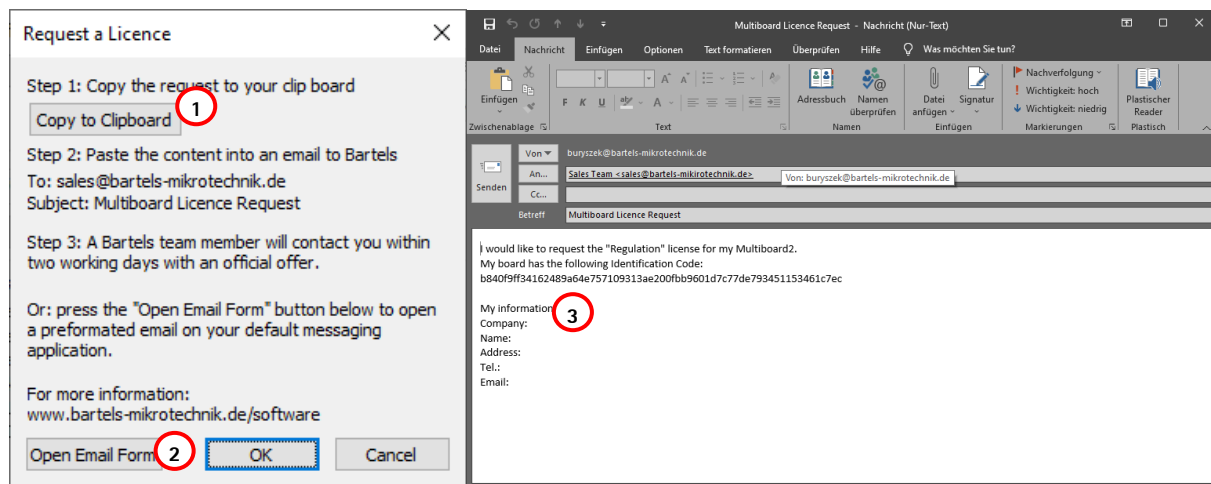 Request a Licence
Step 1: Copy the request to your clip board
1
Copy to Clipboard
Step 2: Paste the content into an email to Bartels
To: sales@bartels-mikrotechnik.de
Subject: Multiboard Licence Request
Step 3: A Bartels team member will contact you within
two working days with an official offer.
Or: press the "Open Email Form" button below to open
a preformated email on your default messaging
application.
For more information:
www.bartels-mikrotechnik.de/software
Open Email Form
2
OK
Cancel
Multiboard Licence Request - Nachricht (Nur-Text)
Datei Nachricht Einfügen Optionen Text formatieren Überprüfen Hilfe Was möchten Sie tun?
Einfügen
F K U ab A
Adressbuch Namen überprüfen
Datei anfügen Signatur
Nachverfolgung
Wichtigkeit: hoch
Wichtigkeit: niedrig
Plastischer Reader
Zwischenablage Text Namen Einfügen Markierungen Plastisch
Senden
Von buryszek@bartels-mikrotechnik.de
An... Sales Team <sales@bartels-mikirotechnik.de>
Von: buryszek@bartels-mikrotechnik.de
Cc...
Betreff Multiboard Licence Request
I would like to request the "Regulation" license for my Multiboard2.
My board has the following Identification Code:
b840f9ff34162489a64e757109313ae200fbb9601d7c77de793451153461c7ec
My information
3
Company:
Name:
Address:
Tel.:
Email: